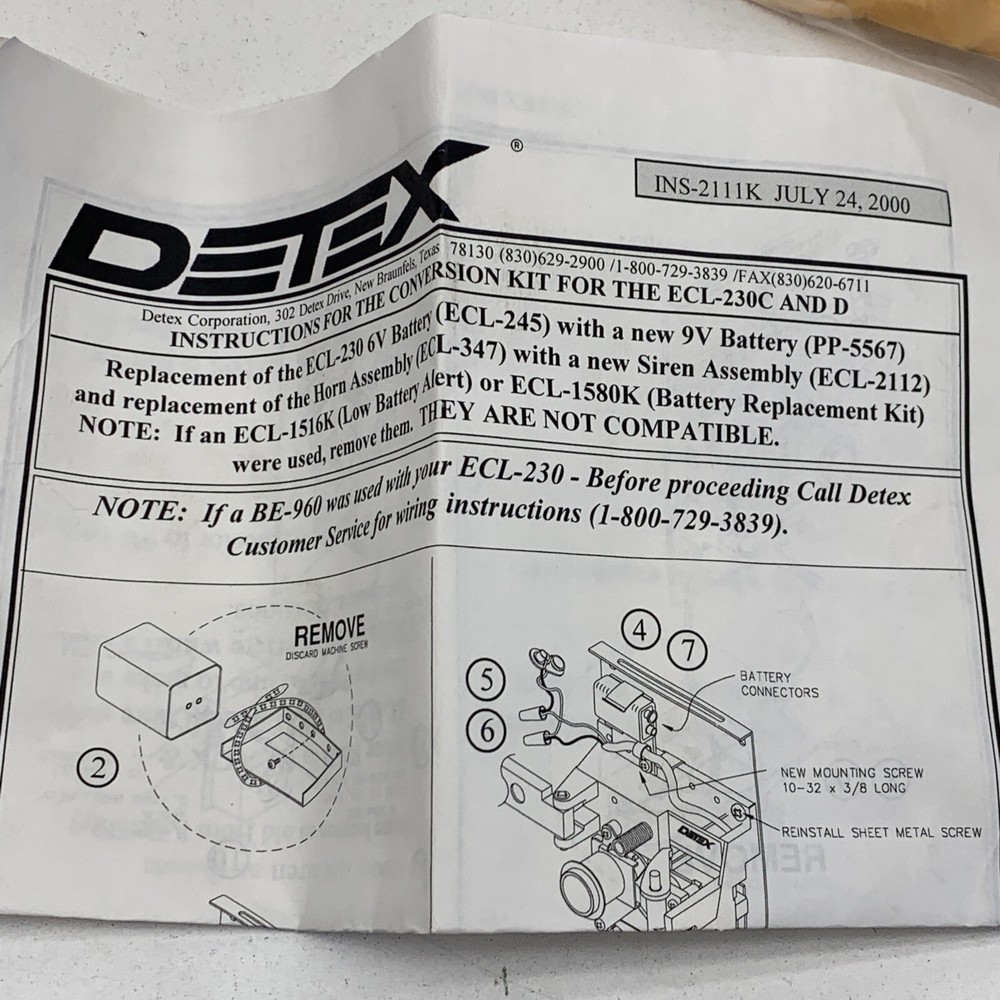 DETEX ®
INS-2111K JULY 24, 2000
Detex Corporation, 302 Detex Drive, New Braunfels, Texas 78130 (830)629-2900 /1-800-729-3839 /FAX(830)620-6711
INSTRUCTIONS FOR THE CONVERSION KIT FOR THE ECL-230C AND D
Replacement of the ECL-230 6V Battery (ECL-245) with a new 9V Battery (PP-5567)
and replacement of the Horn Assembly (ECL-347) with a new Siren Assembly (ECL-2112)
NOTE: If an ECL-1516K (Low Battery Alert) or ECL-1580K (Battery Replacement Kit)
were used, remove them. THEY ARE NOT COMPATIBLE.
NOTE: If a BE-960 was used with your ECL-230 - Before proceeding Call Detex
Customer Service for wiring instructions (1-800-729-3839).
REMOVE
DISCARD MACHINE SCREW
2
4
7
5
6
BATTERY
CONNECTORS
NEW MOUNTING SCREW
10-32 x 3/8 LONG
REINSTALL SHEET METAL SCREW
DETEX